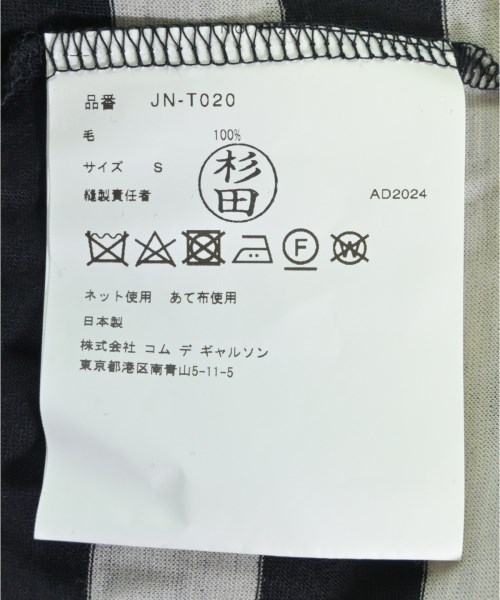 品番 JN-T020
毛 100%
サイズ S
縫製責任者 杉田 AD2024
F W
ネット使用 あて布使用
日本製
株式会社 コム デ ギャルソン
東京都港区南青山5-11-5